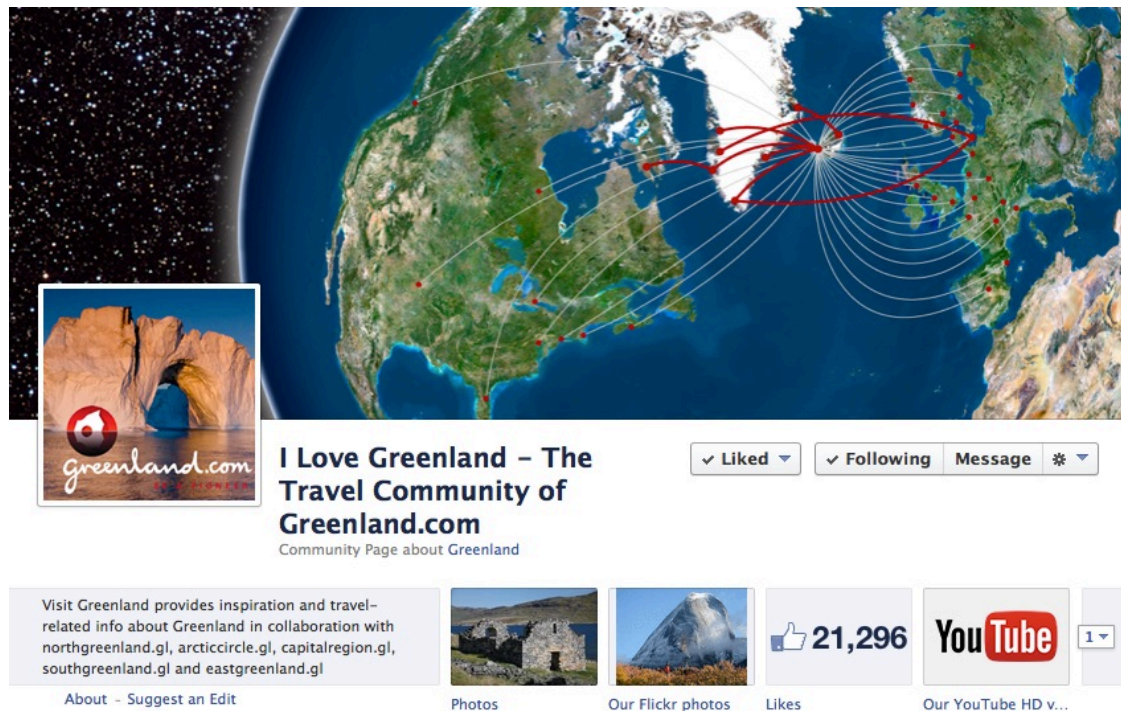 greenland.com
BE A PIONEER
I Love Greenland – The
Travel Community of
Greenland.com
Community Page about Greenland
✓ Liked
✓ Following
Message
Visit Greenland provides inspiration and travel-
related info about Greenland in collaboration with
northgreenland.gl, arcticcircle.gl, capitalregion.gl,
southgreenland.gl and eastgreenland.gl
About - Suggest an Edit
Photos
Our Flickr photos
21,296
Likes
YouTube
Our YouTube HD v...
1